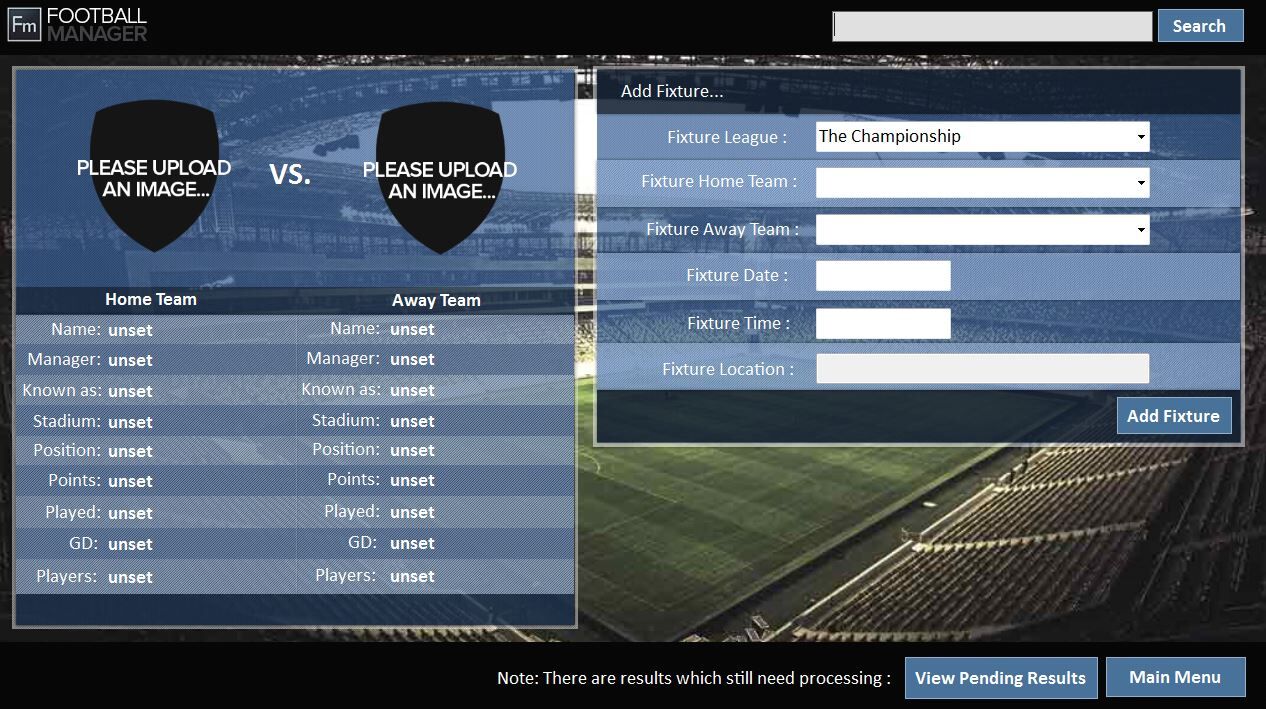 Fm FOOTBALL
MANAGER
Search
PLEASE UPLOAD
AN IMAGE...
VS.
PLEASE UPLOAD
AN IMAGE...
Home Team
Away Team
Name: unset
Name: unset
Manager: unset
Manager: unset
Known as: unset
Known as: unset
Stadium: unset
Stadium: unset
Position: unset
Position: unset
Points: unset
Points: unset
Played: unset
Played: unset
GD: unset
GD: unset
Players: unset
Players: unset
Add Fixture...
Fixture League : The Championship
Fixture Home Team :
Fixture Away Team :
Fixture Date :
Fixture Time :
Fixture Location :
Add Fixture
Note: There are results which still need processing :
View Pending Results
Main Menu